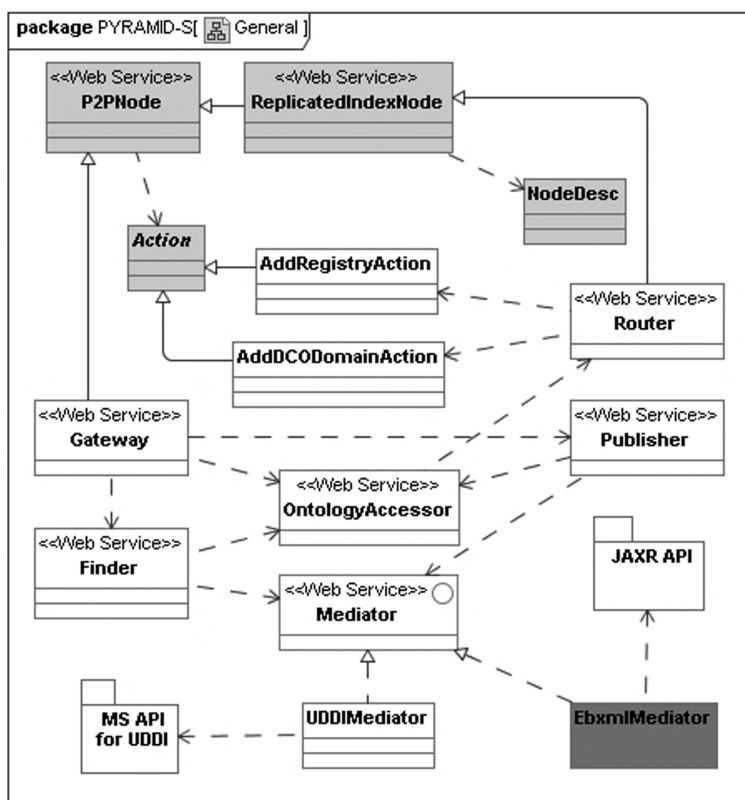 package PYRAMID-S[ General ]
<<Web Service>>
P2PNode
<<Web Service>>
ReplicatedIndexNode
NodeDesc
Action
AddRegistryAction
<<Web Service>>
Router
AddDCODomainAction
<<Web Service>>
Gateway
<<Web Service>>
Publisher
<<Web Service>>
OntologyAccessor
<<Web Service>>
Finder
JAXR API
<<Web Service>>
Mediator
MS API
for UDDI
UDDIMediator
EbxmlMediator